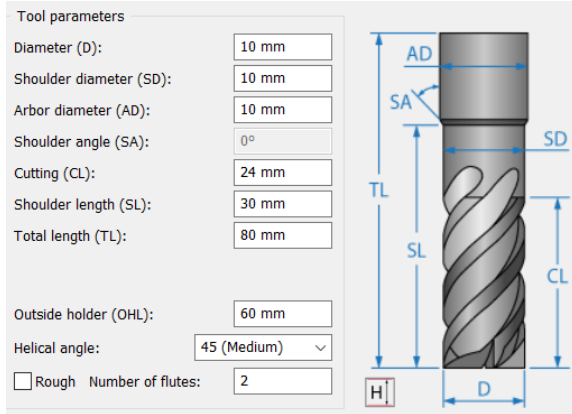 Tool parameters
Diameter (D): 10 mm
Shoulder diameter (SD): 10 mm
Arbor diameter (AD): 10 mm
Shoulder angle (SA): 0º
Cutting (CL): 24 mm
Shoulder length (SL): 30 mm
Total length (TL): 80 mm
Outside holder (OHL): 60 mm
Helical angle: 45 (Medium)
Rough Number of flutes: 2
AD
SA
SD
TL
SL
CL
H
D